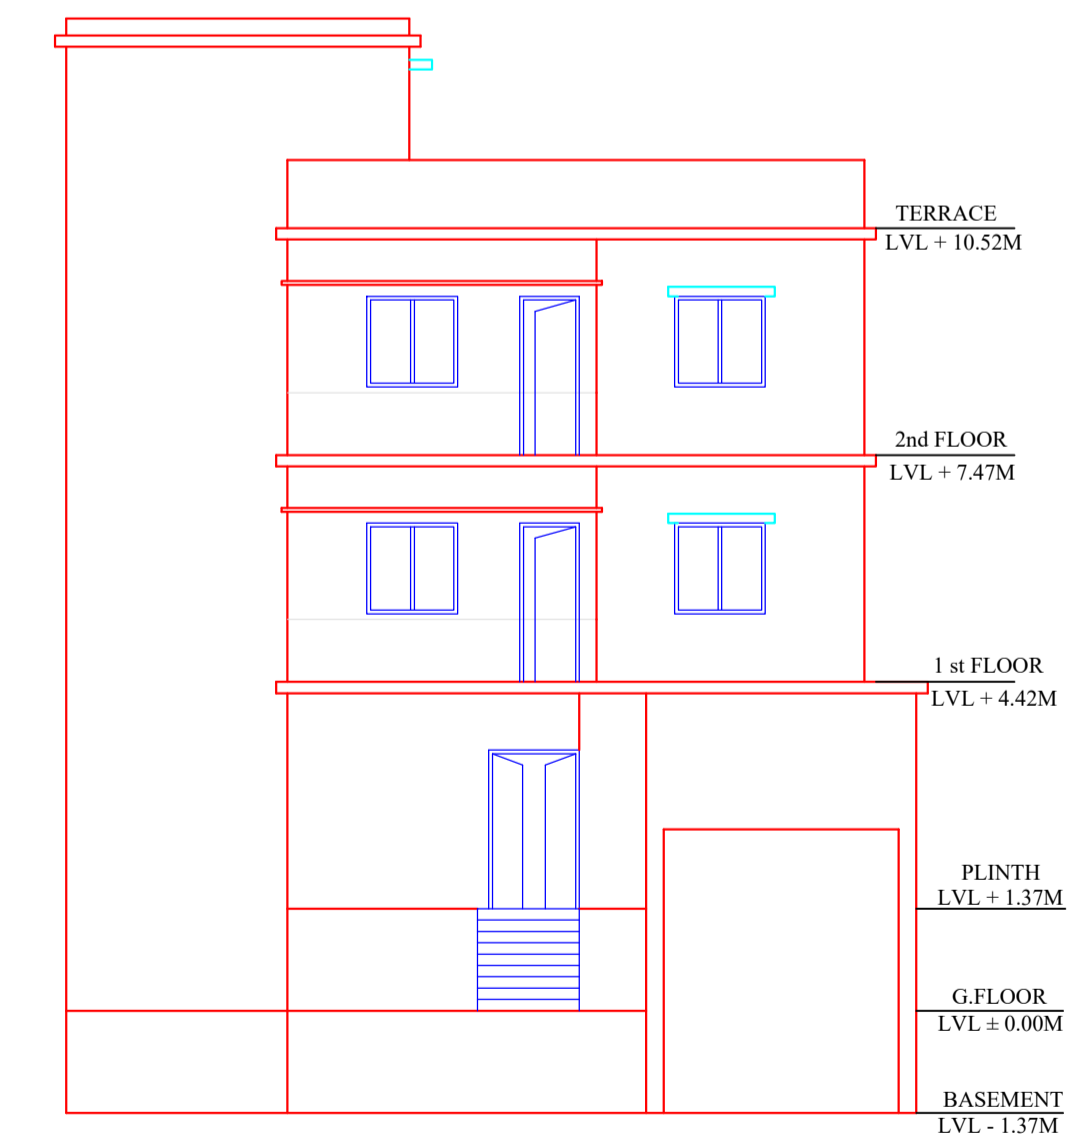 TERRACE
LVL + 10.52M
2nd FLOOR
LVL + 7.47M
1 st FLOOR
LVL + 4.42M
PLINTH
LVL + 1.37M
G.FLOOR
LVL ± 0.00M
BASEMENT
LVL - 1.37M